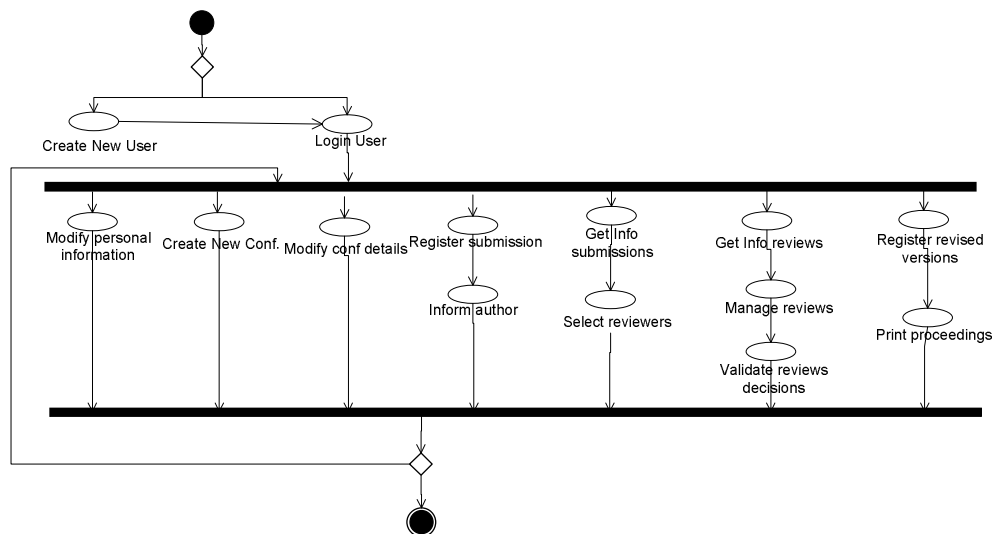 Create New User
Login User
Modify personal
information
Create New Conf.
Modify conf details
Register submission
Get Info
submissions
Get Info reviews
Register revised
versions
Inform author
Select reviewers
Manage reviews
Print proceedings
Validate reviews
decisions